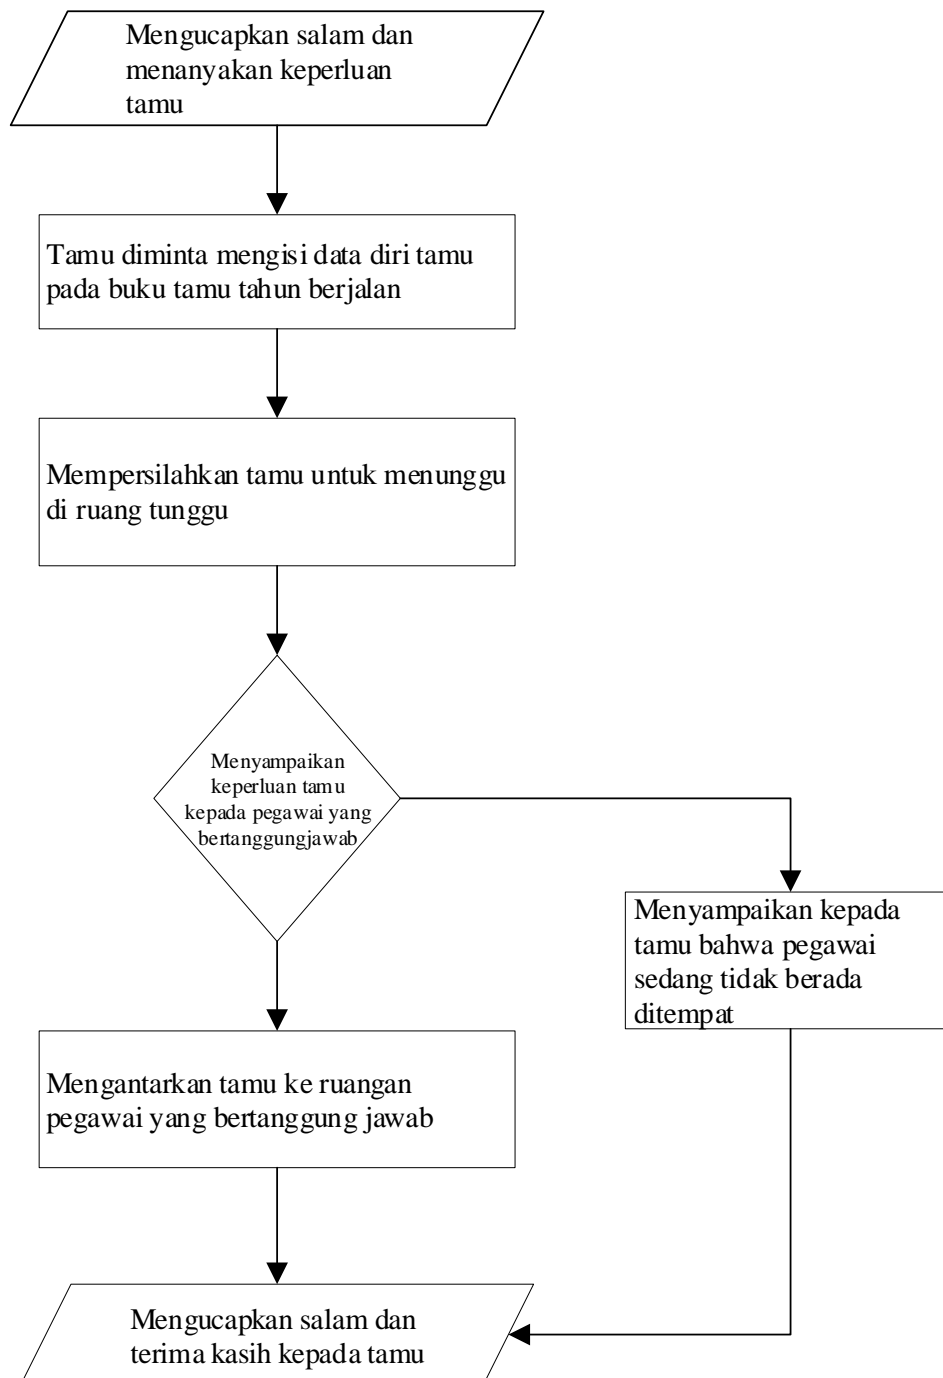 Mengucapkan salam dan
menanyakan keperluan
tamu
Tamu diminta mengisi data diri tamu
pada buku tamu tahun berjalan
Mempersilahkan tamu untuk menunggu
di ruang tunggu
Menyampaikan
keperluan tamu
kepada pegawai yang
bertanggungjawab
Menyampaikan kepada
tamu bahwa pegawai
sedang tidak berada
ditempat
Mengantarkan tamu ke ruangan
pegawai yang bertanggung jawab
Mengucapkan salam dan
terima kasih kepada tamu